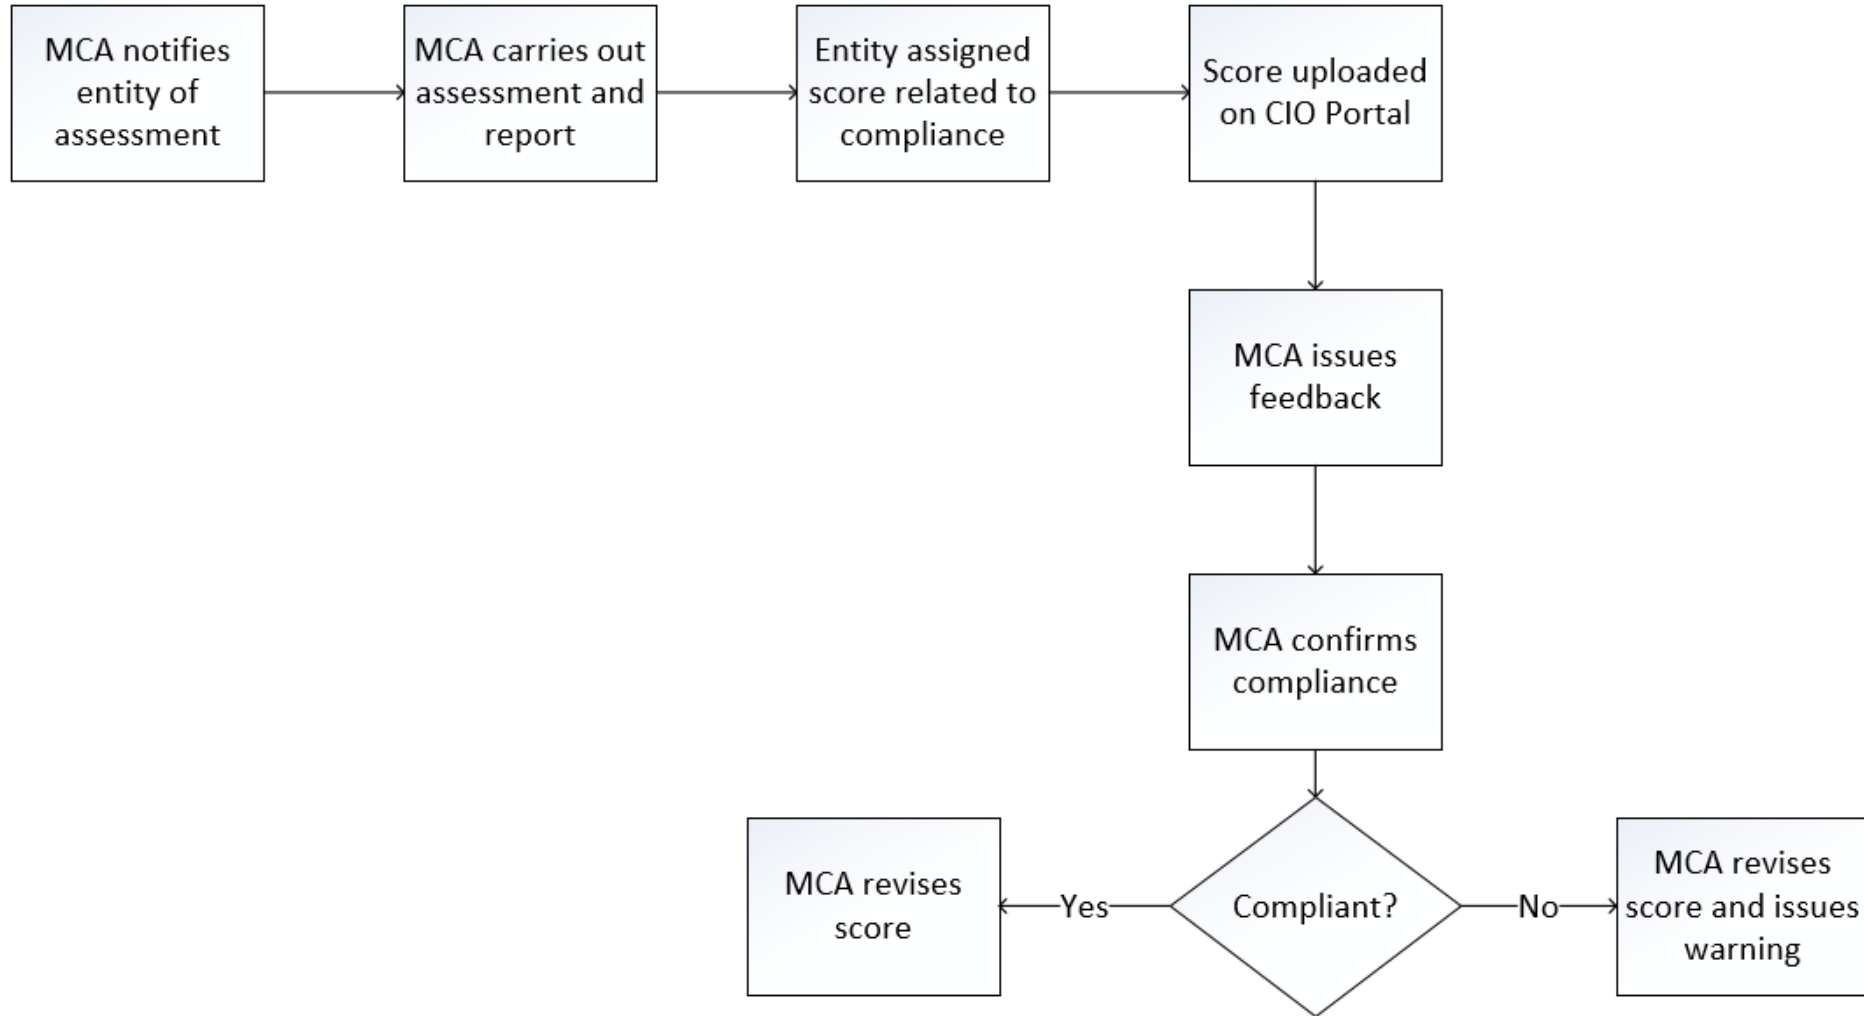 MCA notifies
entity of
assessment
MCA carries out
assessment and
report
Entity assigned
score related to
compliance
Score uploaded
on CIO Portal
MCA issues
feedback
MCA confirms
compliance
MCA revises
score
Yes
Compliant?
No
MCA revises
score and issues
warning